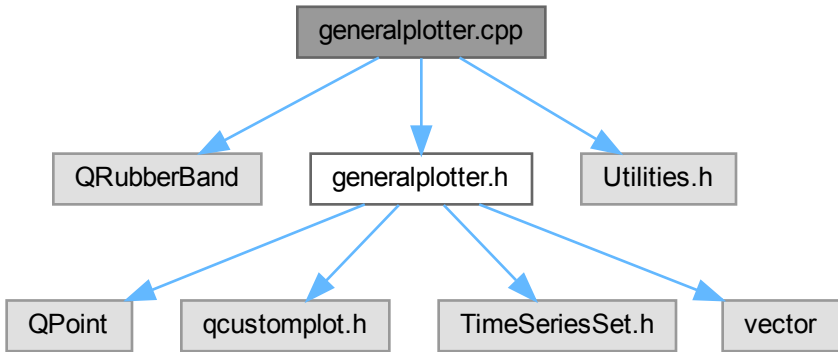 generalplotter.cpp
QRubberBand
generalplotter.h
Utilities.h
QPoint
qcustomplot.h
TimeSeriesSet.h
vector